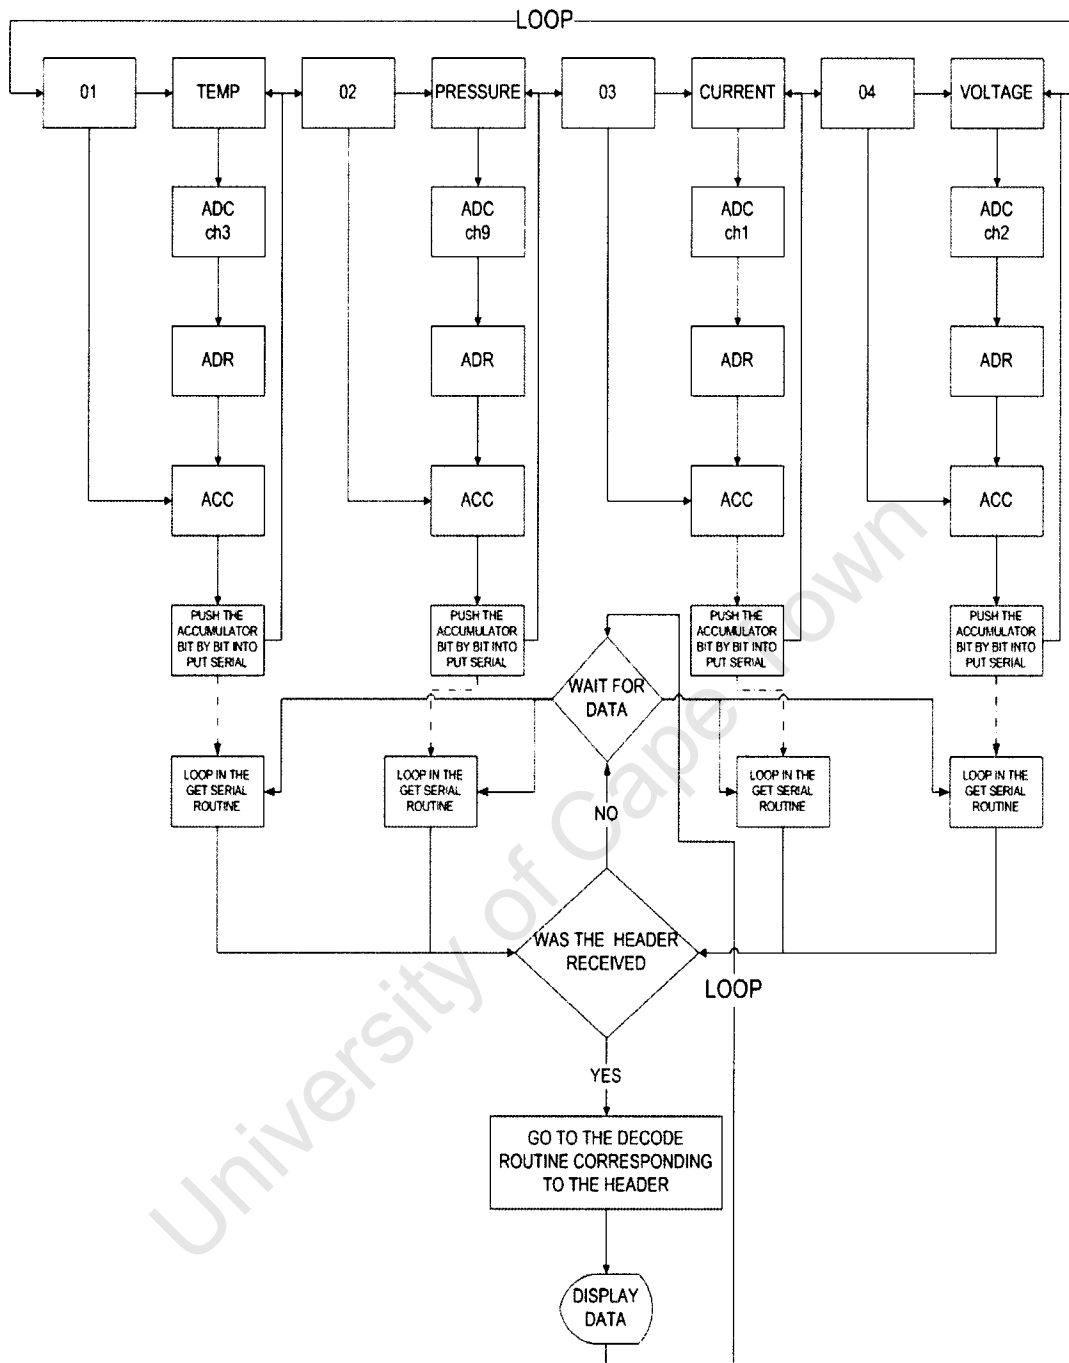 LOOP
01
TEMP
02
PRESSURE
03
CURRENT
04
VOLTAGE
ADC
ch3
ADC
ch9
ADC
ch1
ADC
ch2
ADR
ADR
ADR
ADR
ACC
ACC
ACC
ACC
PUSH THE
ACCUMULATOR
BIT BY BIT INTO
PUT SERIAL
PUSH THE
ACCUMULATOR
BIT BY BIT INTO
PUT SERIAL
PUSH THE
ACCUMULATOR
BIT BY BIT INTO
PUT SERIAL
PUSH THE
ACCUMULATOR
BIT BY BIT INTO
PUT SERIAL
WAIT FOR
DATA
LOOP IN THE
GET SERIAL
ROUTINE
LOOP IN THE
GET SERIAL
ROUTINE
LOOP IN THE
GET SERIAL
ROUTINE
LOOP IN THE
GET SERIAL
ROUTINE
NO
WAS THE HEADER
RECEIVED
LOOP
YES
GO TO THE DECODE
ROUTINE CORRESPONDING
TO THE HEADER
DISPLAY
DATA
University of Cape Town